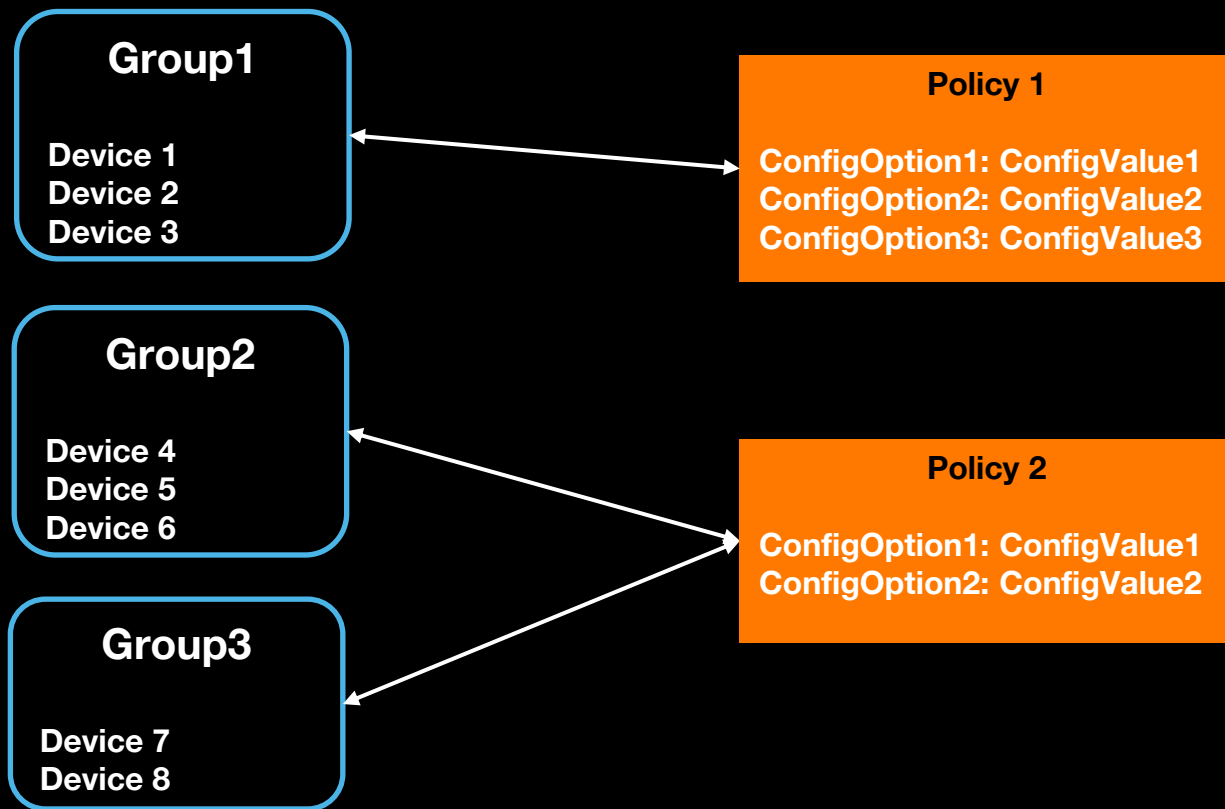 Group1
Device 1
Device 2
Device 3
Policy 1
ConfigOption1: ConfigValue1
ConfigOption2: ConfigValue2
ConfigOption3: ConfigValue3
Group2
Device 4
Device 5
Device 6
Policy 2
ConfigOption1: ConfigValue1
ConfigOption2: ConfigValue2
Group3
Device 7
Device 8